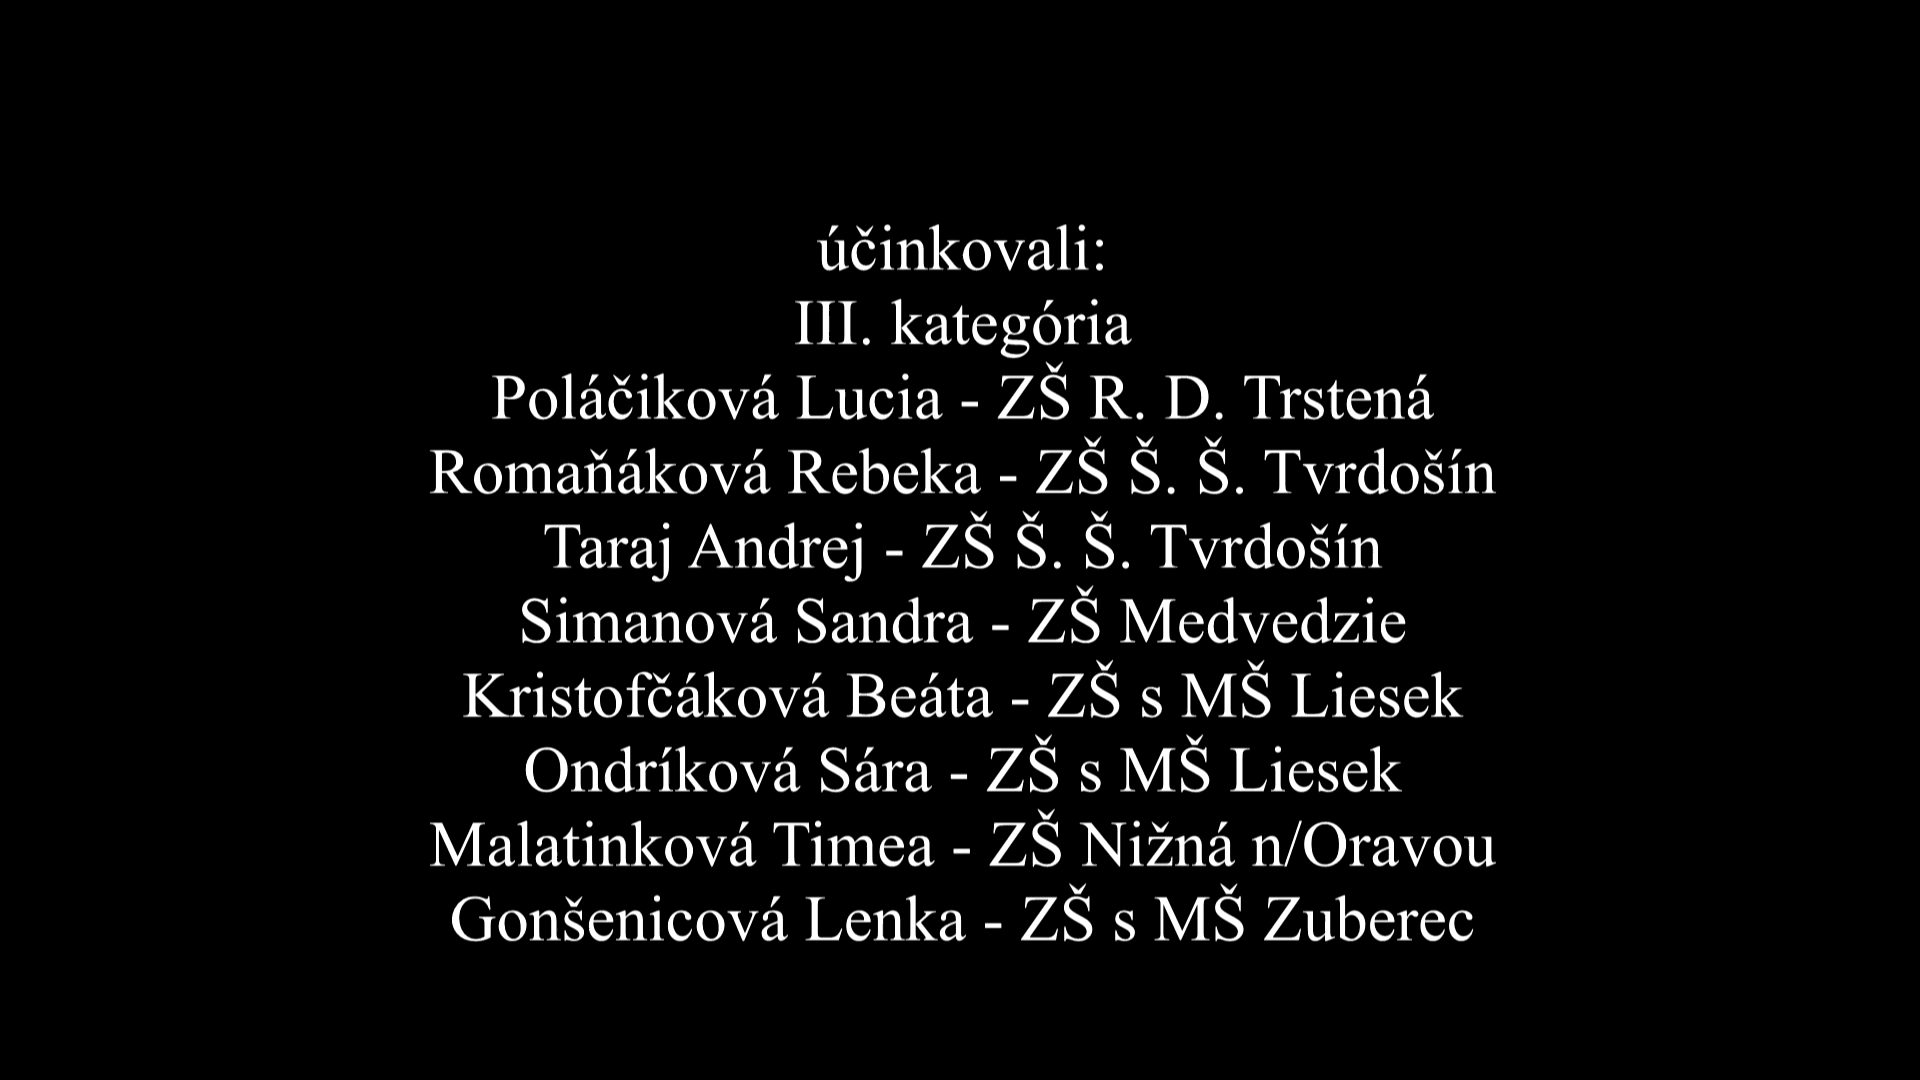 účinkovali:
III. kategória
Poláčiková Lucia - ZŠ R. D. Trstená
Romaňáková Rebeka - ZŠ Š. Š. Tvrdošín
Taraj Andrej - ZŠ Š. Š. Tvrdošín
Simanová Sandra - ZŠ Medvedzie
Kristofčáková Beáta - ZŠ s MŠ Liesek
Ondríková Sára - ZŠ s MŠ Liesek
Malatinková Timea - ZŠ Nižná n/Oravou
Gonšenicová Lenka - ZŠ s MŠ Zuberec